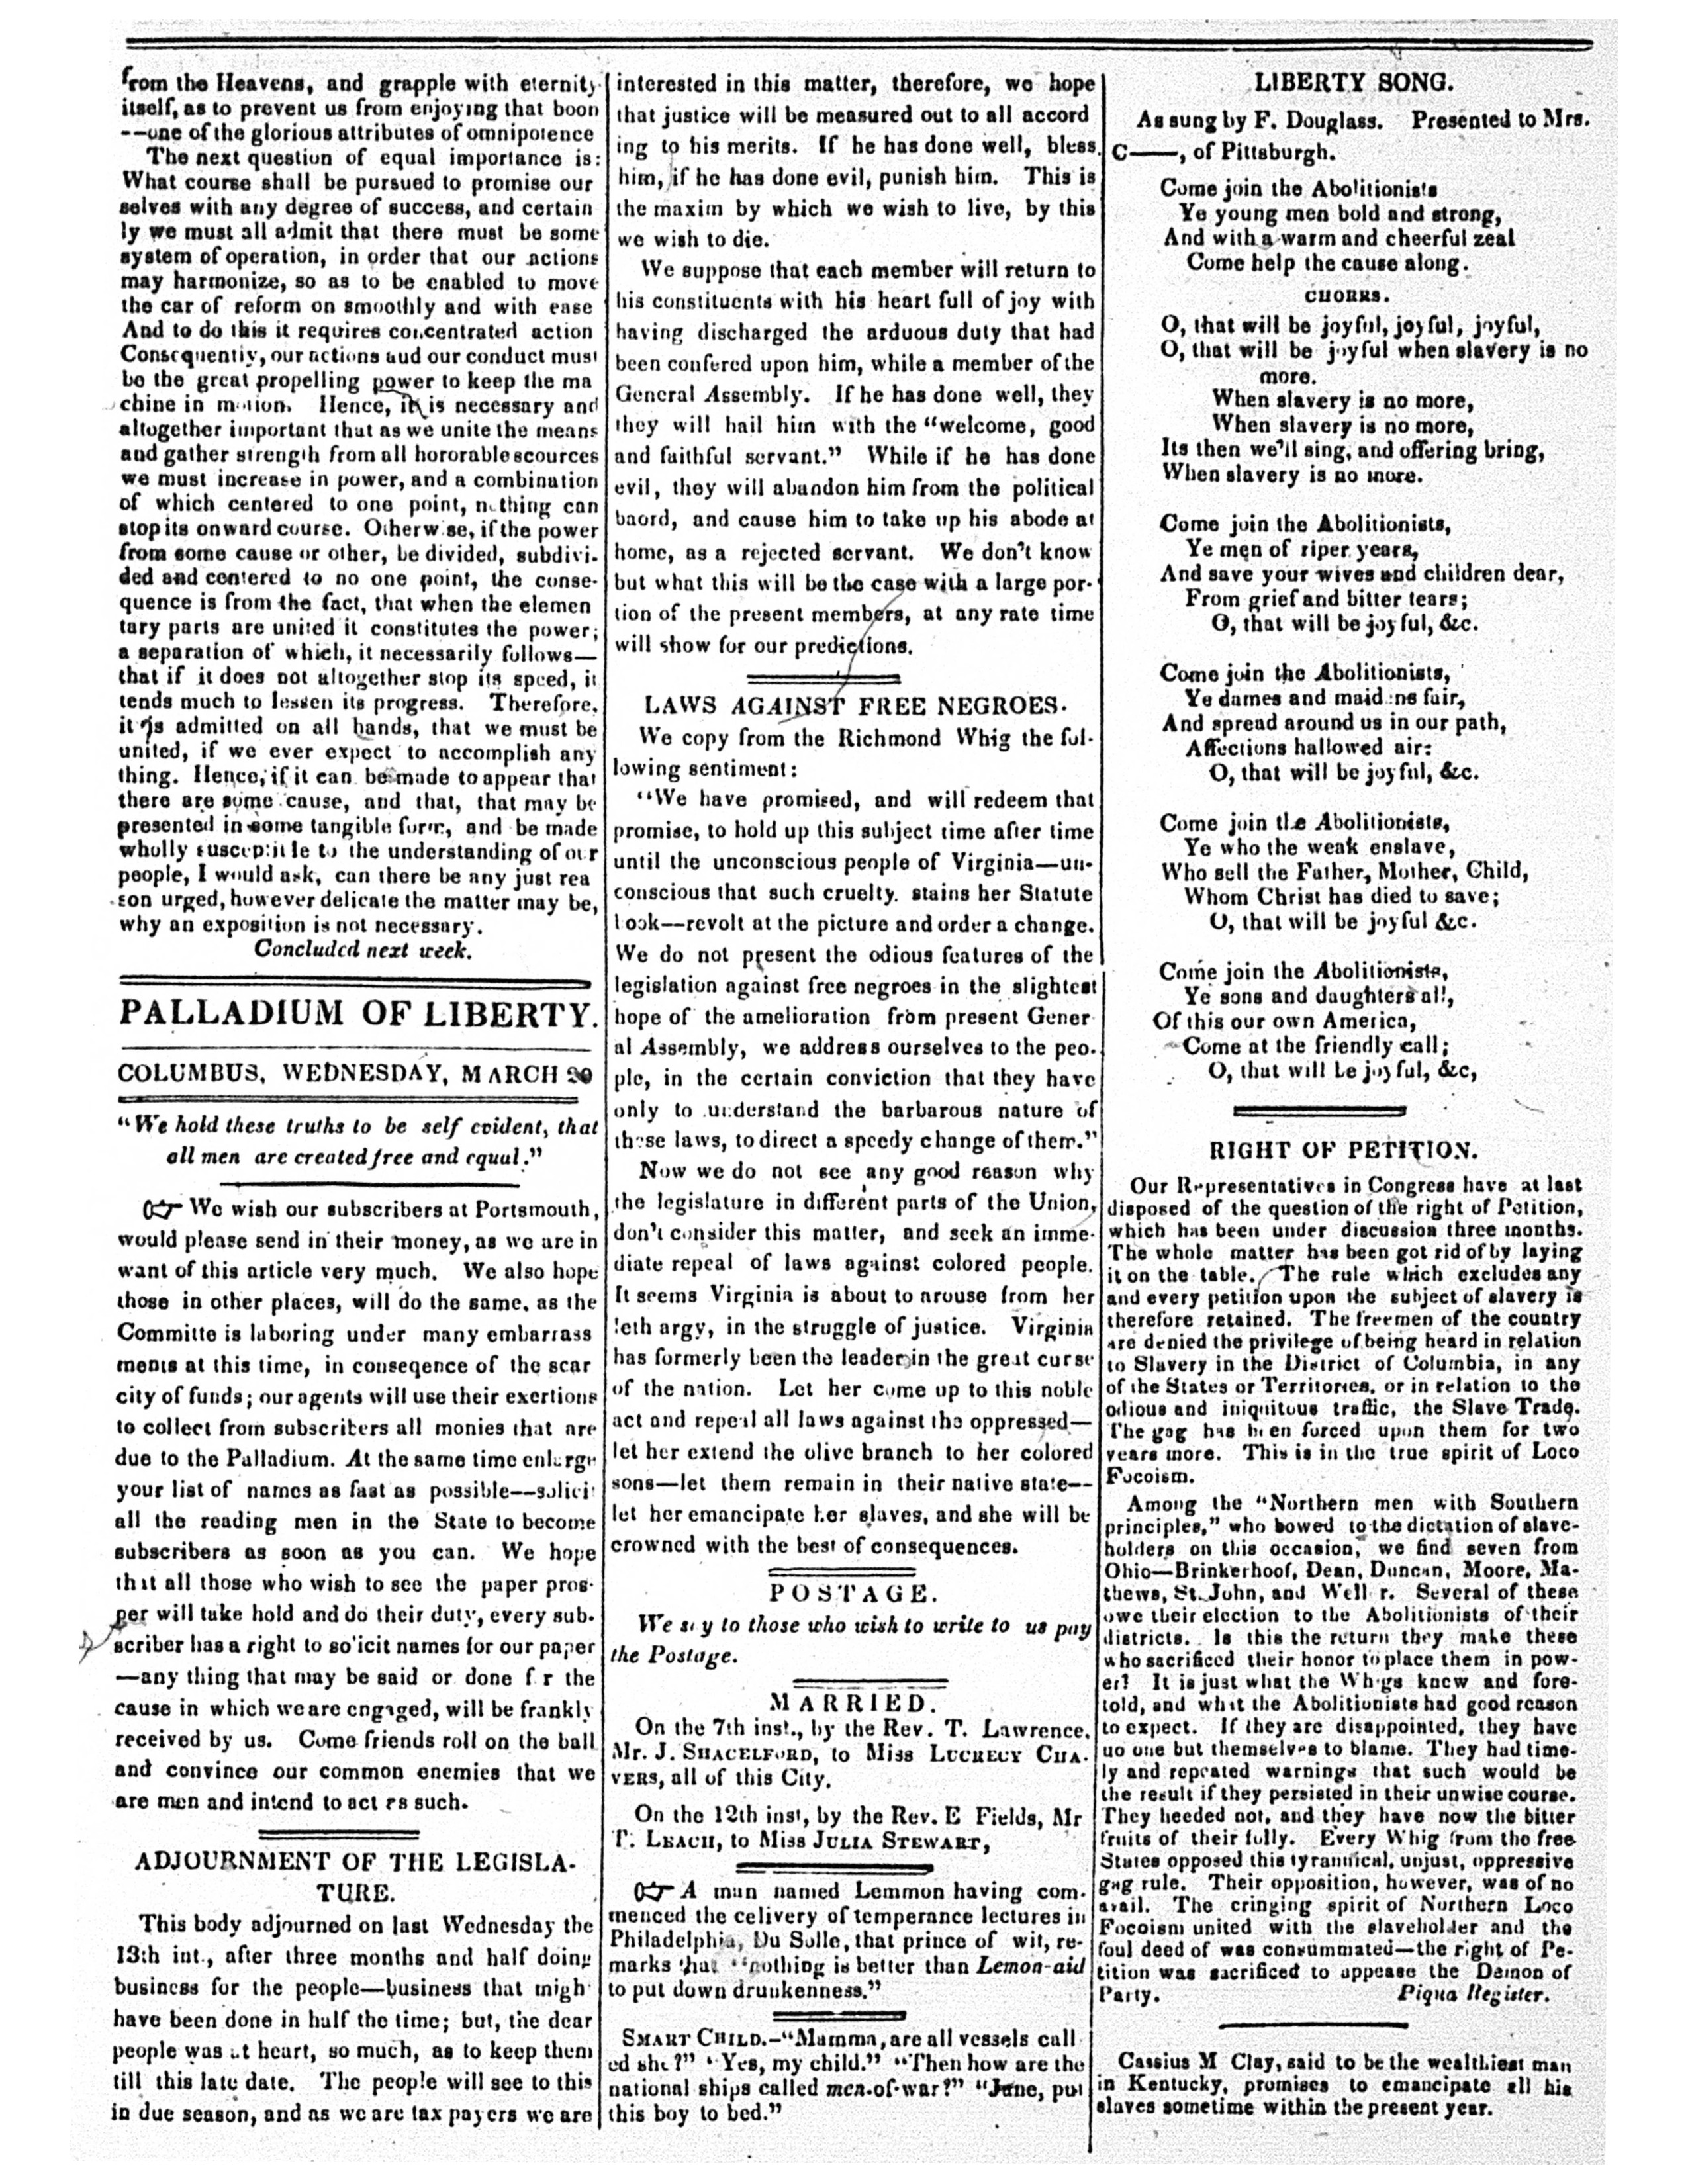 from the Heavens, and grapple with eternity
itself, as to prevent us from enjoying that boon
--one of the glorious attributes of omnipotence
The next question of equal importance is:
What course shall be pursued to promise our
selves with any degree of success, and certain
ly we must all admit that there must be some
system of operation, in order that our actions
may harmonize, so as to be enabled to move
the car of reform on smoothly and with ease
And to do this it requires concentrated action
Consequently, our actions aud our conduct must
be the great propelling power to keep the ma
chine in motion. Hence, it is necessary and
altogether important that as we unite the means
and gather strength from all hororable scources
we must increase in power, and a combination
of which centered to one point, nothing can
stop its onward course. Otherwise, if the power
from some cause or other, be divided, subdivi-
ded and centered to no one point, the conse-
quence is from the fact, that when the elemen
tary parts are united it constitutes the power;
a separation of which, it necessarily follows—
that if it does not altogether stop its speed, it
tends much to lessen its progress. Therefore,
it is admitted on all hands, that we must be
united, if we ever expect to accomplish any
thing. Hence, if it can be made to appear that
there are some cause, and that, that may be
presented in some tangible form, and be made
wholly susceptible to the understanding of our
people, I would ask, can there be any just rea
son urged, however delicate the matter may be,
why an exposition is not necessary.
Concluded next week.
PALLADIUM OF LIBERTY.
COLUMBUS, WEDNESDAY, MARCH 20
"We hold these truths to be self evident, that
all men are created free and equal."
☞ We wish our subscribers at Portsmouth,
would please send in their money, as we are in
want of this article very much. We also hope
those in other places, will do the same, as the
Committe is laboring under many embarrass
ments at this time, in conseqence of the scar
city of funds; our agents will use their exertions
to collect from subscribers all monies that are
due to the Palladium. At the same time enlarge
your list of names as fast as possible--solicit
all the reading men in the State to become
subscribers as soon as you can. We hope
that all those who wish to see the paper pros-
per will take hold and do their duty, every sub-
scriber has a right to solicit names for our paper
—any thing that may be said or done for the
cause in which we are engaged, will be frankly
received by us. Come friends roll on the ball
and convince our common enemies that we
are men and intend to act as such.
ADJOURNMENT OF THE LEGISLA-
TURE.
This body adjourned on last Wednesday the
13th int., after three months and half doing
business for the people—business that migh
have been done in half the time; but, the dear
people was at heart, so much, as to keep them
till this late date. The people will see to this
in due season, and as we are tax payers we are
interested in this matter, therefore, we hope
that justice will be measured out to all accord
ing to his merits. If he has done well, bless
him, if he has done evil, punish him. This is
the maxim by which we wish to live, by this
we wish to die.
We suppose that each member will return to
his constituents with his heart full of joy with
having discharged the arduous duty that had
been confered upon him, while a member of the
General Assembly. If he has done well, they
they will hail him with the "welcome, good
and faithful servant." While if he has done
evil, they will abandon him from the political
baord, and cause him to take up his abode at
home, as a rejected servant. We don't know
but what this will be the case with a large por-
tion of the present members, at any rate time
will show for our predictions.
LAWS AGAINST FREE NEGROES.
We copy from the Richmond Whig the fol-
lowing sentiment:
"We have promised, and will redeem that
promise, to hold up this subject time after time
until the unconscious people of Virginia—un-
conscious that such cruelty. stains her Statute
book--revolt at the picture and order a change.
We do not present the odious features of the
legislation against free negroes in the slightest
hope of the amelioration from present Gener
al Assembly, we address ourselves to the peo-
ple, in the certain conviction that they have
only to understand the barbarous nature of
these laws, to direct a speedy change of them."
Now we do not see any good reason why
the legislature in different parts of the Union,
don't consider this matter, and seek an imme-
diate repeal of laws against colored people.
It seems Virginia is about to arouse from her
leth argy, in the struggle of justice. Virginia
has formerly been the leader in the great curse
of the nation. Let her come up to this noble
act and repeal all laws against the oppressed—
let her extend the olive branch to her colored
sons—let them remain in their native state--
let her emancipate her slaves, and she will be
crowned with the best of consequences.
POSTAGE.
We say to those who wish to write to us pay
the Postage.
MARRIED.
On the 7th inst., by the Rev. T. Lawrence,
Mr. J. SHACELFORD, to Miss LUCRECY CHA-
VERS, all of this City.
On the 12th inst, by the Rev. E Fields, Mr
T. LEACH, to Miss JULIA STEWART,
☞ A man named Lemmon having com-
menced the celivery of temperance lectures in
Philadelphia, Du Solle, that prince of wit, re-
marks that "nothing is better than Lemon-aid
to put down drunkenness."
SMART CHILD.-"Mamma, are all vessels call
ed she?" "Yes, my child." "Then how are the
national ships called men-of-war?" "Jane, put
this boy to bed."
LIBERTY SONG.
As sung by F. Douglass. Presented to Mrs.
C——, of Pittsburgh.
Come join the Abolitionists
Ye young men bold and strong,
And with a warm and cheerful zeal
Come help the cause along.
CHORUS.
O, that will be joyful, joyful, joyful,
O, that will be joyful when slavery is no
more.
When slavery is no more,
When slavery is no more,
Its then we'll sing, and offering bring,
When slavery is no more.
Come join the Abolitionists,
Ye men of riper years,
And save your wives and children dear,
From grief and bitter tears;
O, that will be joyful, &c.
Come join the Abolitionists,
Ye dames and maidens fair,
And spread around us in our path,
Affections hallowed air:
O, that will be joyful, &c.
Come join the Abolitionists,
Ye who the weak enslave,
Who sell the Father, Mother, Child,
Whom Christ has died to save;
O, that will be joyful &c.
Come join the Abolitionists,
Ye sons and daughters all,
Of this our own America,
Come at the friendly call;
O, that will be joyful, &c,
RIGHT OF PETITION.
Our Representatives in Congress have at last
disposed of the question of the right of Petition,
which has been under discussion three months.
The whole matter has been got rid of by laying
it on the table. The rule which excludes any
and every petition upon the subject of slavery is
therefore retained. The freemen of the country
are denied the privilege of being heard in relation
to Slavery in the District of Columbia, in any
of the States or Territories, or in relation to the
odious and iniquitous traffic, the Slave Trade.
The gag has been forced upon them for two
years more. This is in the true spirit of Loco
Focoism.
Among the "Northern men with Southern
principles," who bowed to the dictation of slave-
holders on this occasion, we find seven from
Ohio—Brinkerhoof, Dean, Duncan, Moore, Ma-
thews, St. John, and Weller. Several of these
owe their election to the Abolitionists of their
districts. Is this the return they make these
who sacrificed their honor to place them in pow-
er? It is just what the Whigs knew and fore-
told, and what the Abolitionists had good reason
to expect. If they are disappointed, they have
no one but themselves to blame. They had time-
ly and repeated warnings that such would be
the result if they persisted in their unwise course.
They heeded not, and they have now the bitter
fruits of their folly. Every Whig from the free
States opposed this tyrannical, unjust, oppressive
gag rule. Their opposition, however, was of no
avail. The cringing spirit of Northern Loco
Focoism united with the slaveholder and the
foul deed of was consummated—the right of Pe-
tition was sacrificed to appease the Demon of
Party. Piqua Register.
Cassius M Clay, said to be the wealthiest man
in Kentucky, promises to emancipate all his
slaves sometime within the present year.